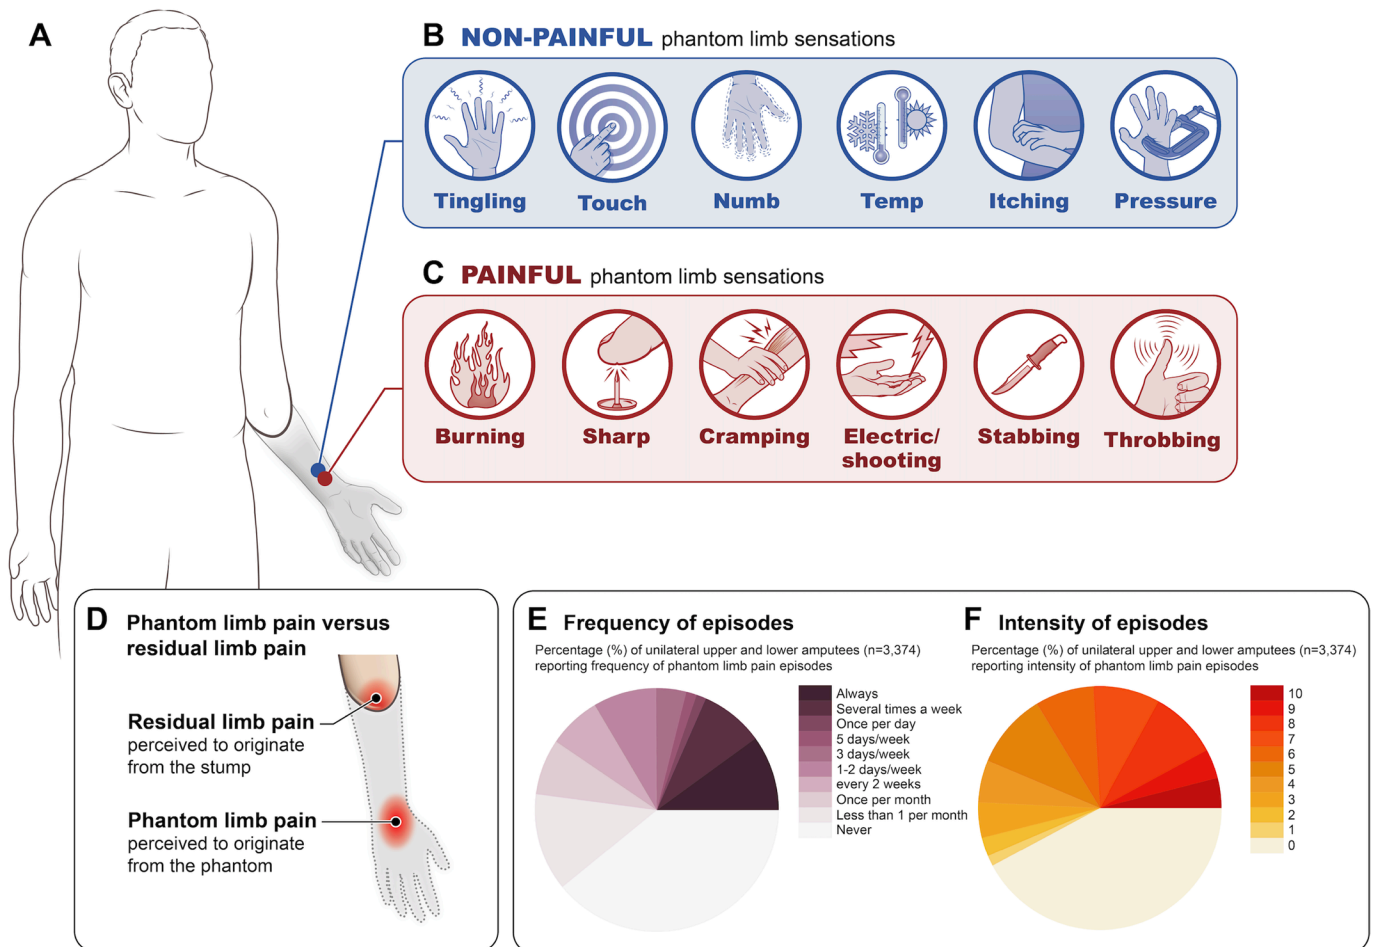 A
B NON-PAINFUL phantom limb sensations
Tingling
Touch
Numb
Temp
Itching
Pressure
C PAINFUL phantom limb sensations
Burning
Sharp
Cramping
Electric/
shooting
Stabbing
Throbbing
D Phantom limb pain versus
residual limb pain
Residual limb pain
perceived to originate
from the stump
Phantom limb pain
perceived to originate
from the phantom
E Frequency of episodes
Percentage (%) of unilateral upper and lower amputees (n=3,374)
reporting frequency of phantom limb pain episodes
Always
Several times a week
Once per day
5 days/week
3 days/week
1-2 days/week
every 2 weeks
Once per month
Less than 1 per month
Never
F Intensity of episodes
Percentage (%) of unilateral upper and lower amputees (n=3,374)
reporting intensity of phantom limb pain episodes
10
9
8
7
6
5
4
3
2
1
0